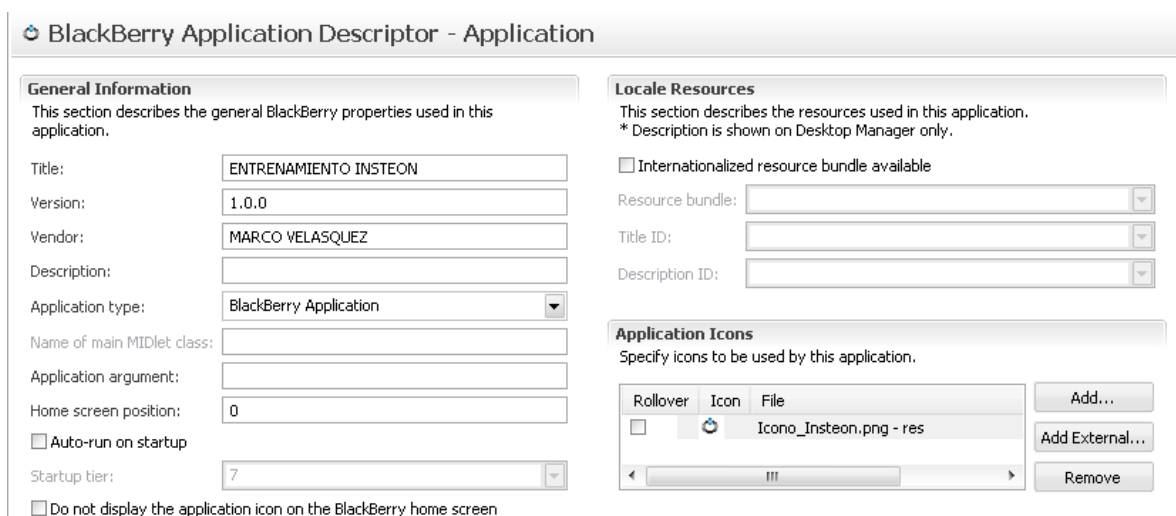 BlackBerry Application Descriptor - Application
General Information
This section describes the general BlackBerry properties used in this
application.
Title: ENTRENAMIENTO INSTEON
Version: 1.0.0
Vendor: MARCO VELASQUEZ
Description:
Application type: BlackBerry Application
Name of main MIDlet class:
Application argument:
Home screen position: 0
Auto-run on startup
Startup tier: 7
Do not display the application icon on the BlackBerry home screen
Locale Resources
This section describes the resources used in this application.
* Description is shown on Desktop Manager only.
Internationalized resource bundle available
Resource bundle:
Title ID:
Description ID:
Application Icons
Specify icons to be used by this application.
Rollover Icon File
Icono_Insteon.png - res
Add...
Add External...
Remove